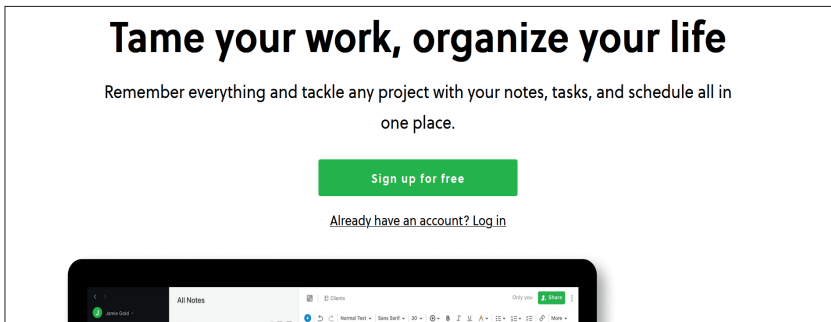 Tame your work, organize your life
Remember everything and tackle any project with your notes, tasks, and schedule all in
one place.
Sign up for free
Already have an account? Log in
All Notes
Clients
Only you
Share
J
Jamie Gold
Normal Text
Sans Serif
30
B I U A
More